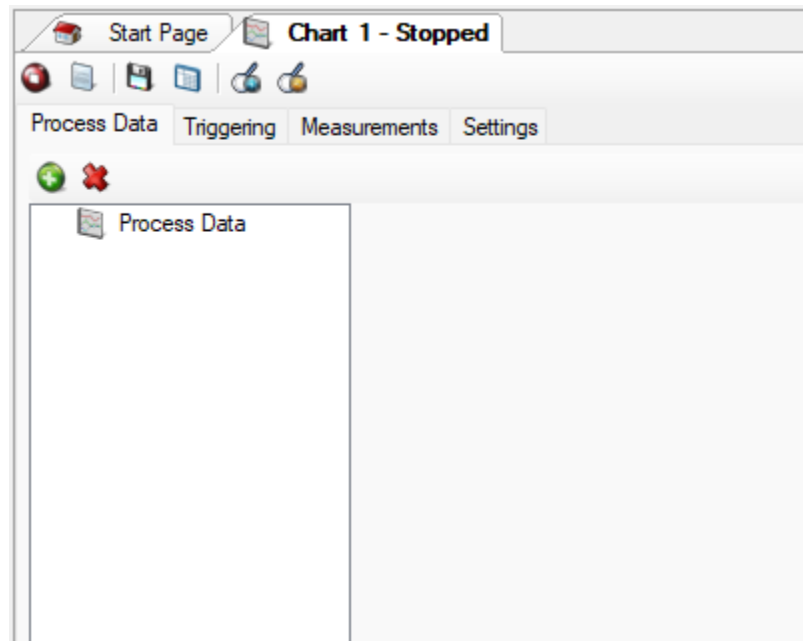 Start Page Chart 1 - Stopped
Process Data Triggering Measurements Settings
Process Data